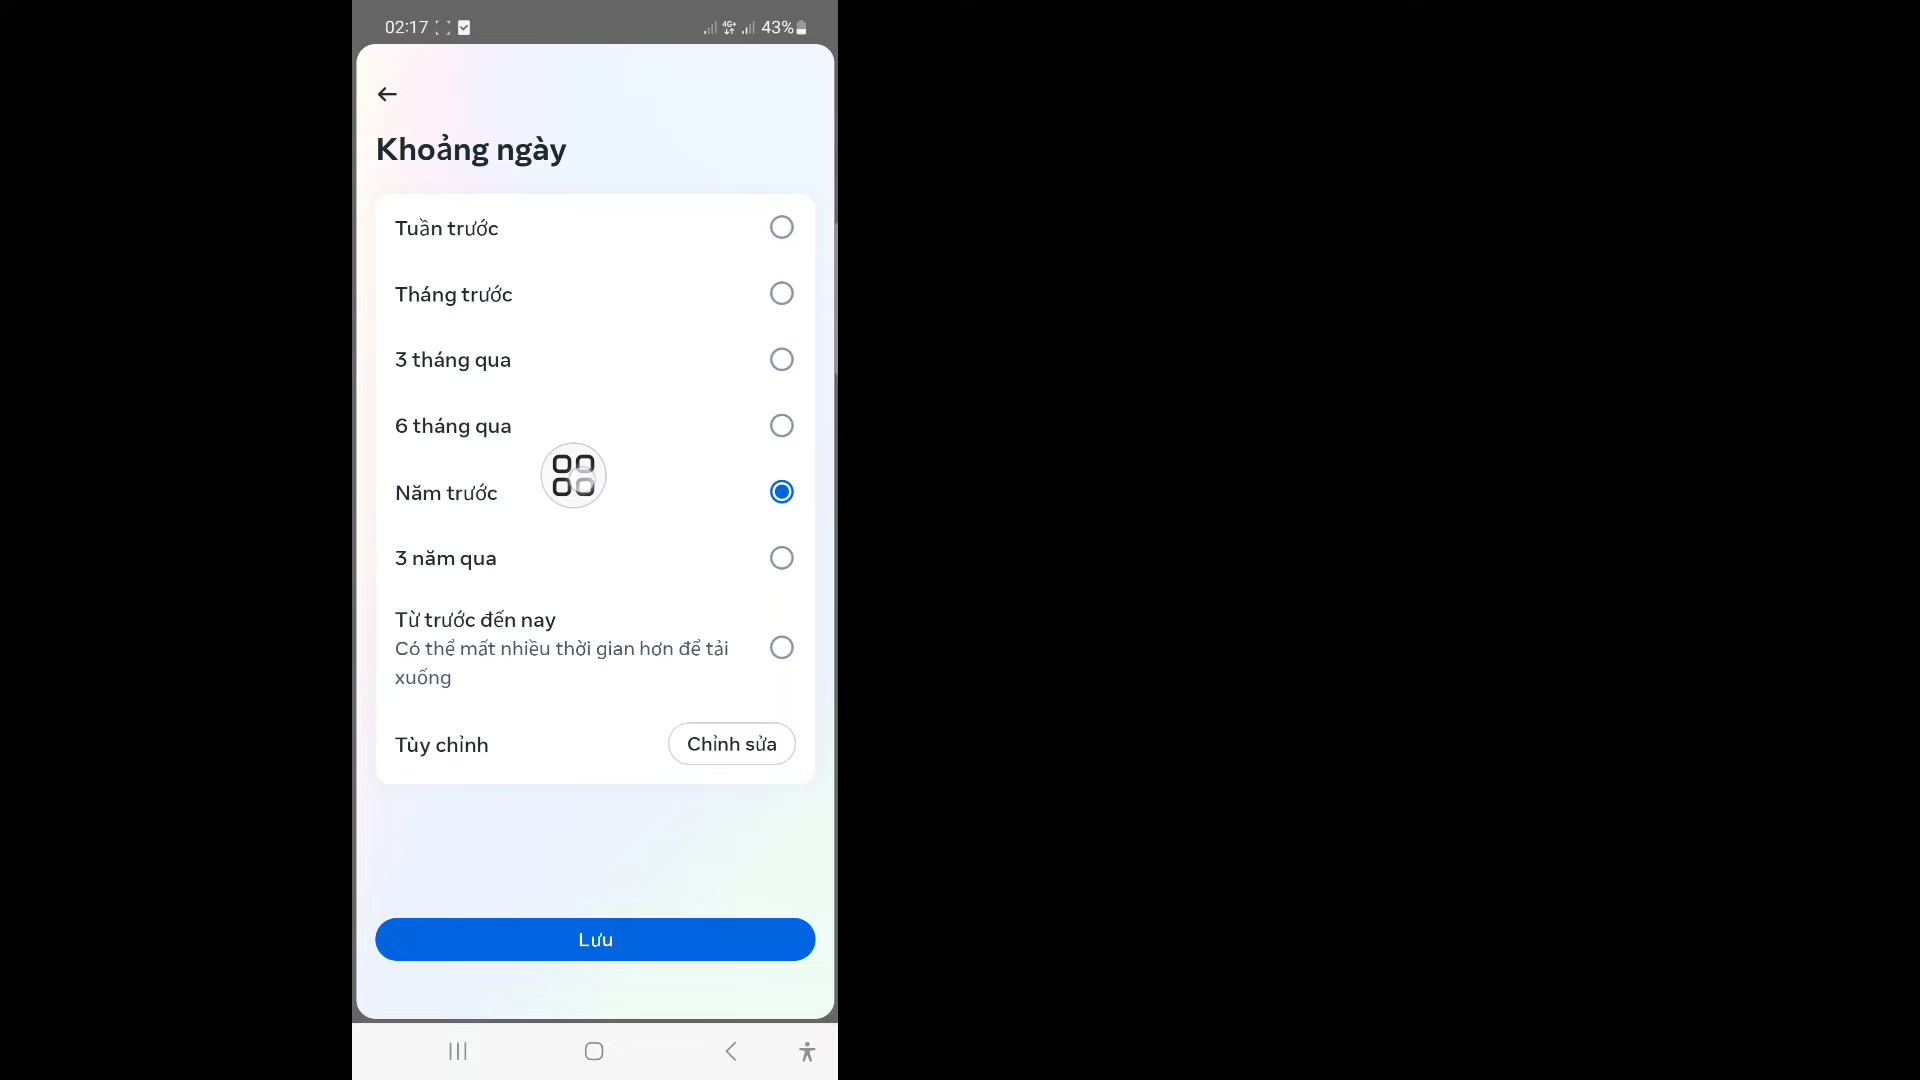 02:17 4G+ 43%
Khoảng ngày
Tuần trước
Tháng trước
3 tháng qua
6 tháng qua
Năm trước
3 năm qua
Từ trước đến nay
Có thể mất nhiều thời gian hơn để tải
xuống
Tùy chỉnh Chỉnh sửa
Lưu